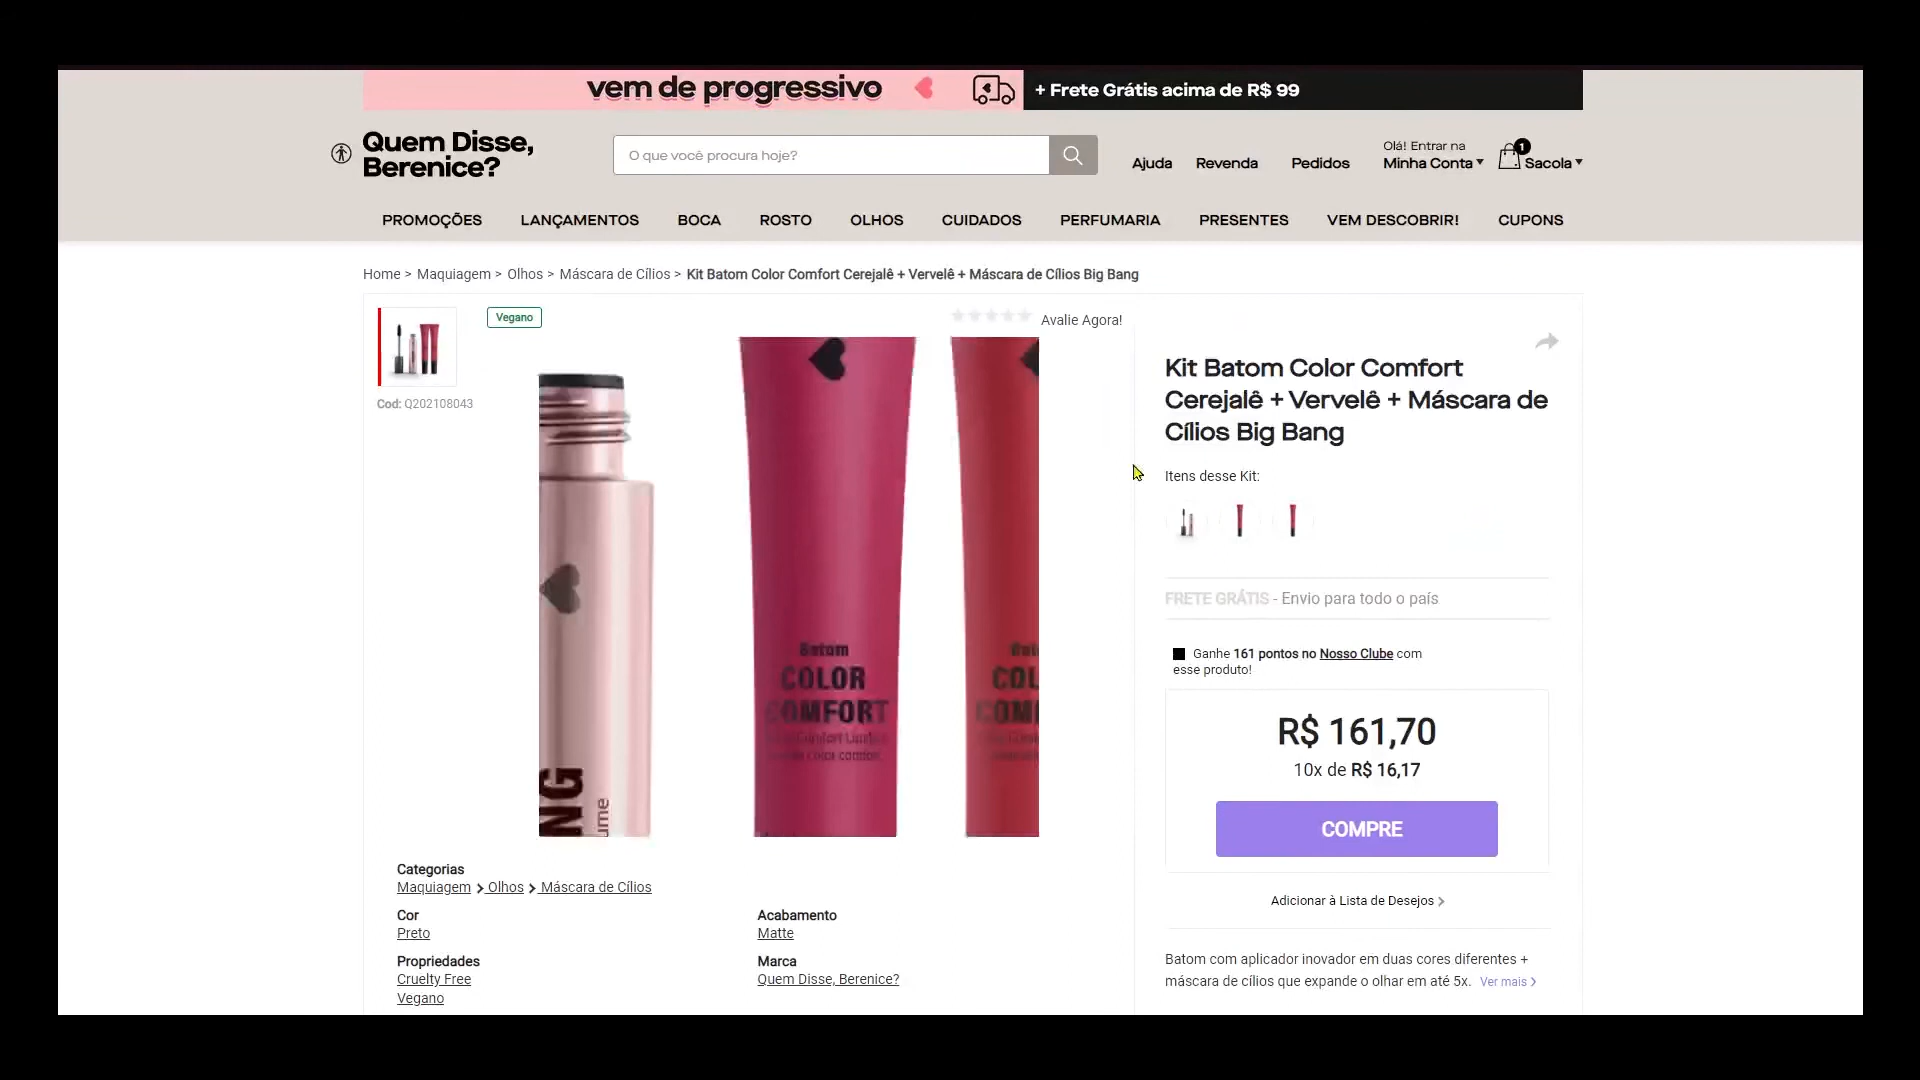 vem de progressivo
+ Frete Grátis acima de R$ 99
Quem Disse,
Berenice?
O que você procura hoje?
Ajuda
Revenda
Pedidos
Olá! Entrar na
Minha Conta
1
Sacola
PROMOÇÕES
LANÇAMENTOS
BOCA
ROSTO
OLHOS
CUIDADOS
PERFUMARIA
PRESENTES
VEM DESCOBRIR!
CUPONS
Home > Maquiagem > Olhos > Máscara de Cílios > Kit Batom Color Comfort Cerejalê + Vervelê + Máscara de Cílios Big Bang
Vegano
Avalie Agora!
Cod: Q202108043
Batom
COLOR
COMFORT
NG
ume
COL
COM
Kit Batom Color Comfort
Cerejalê + Vervelê + Máscara de
Cílios Big Bang
Itens desse Kit:
FRETE GRÁTIS - Envio para todo o país
Ganhe 161 pontos no Nosso Clube com
esse produto!
R$ 161,70
10x de R$ 16,17
COMPRE
Adicionar à Lista de Desejos
Batom com aplicador inovador em duas cores diferentes +
máscara de cílios que expande o olhar em até 5x. Ver mais
Categorias
Maquiagem > Olhos > Máscara de Cílios
Cor
Preto
Acabamento
Matte
Propriedades
Cruelty Free
Vegano
Marca
Quem Disse, Berenice?